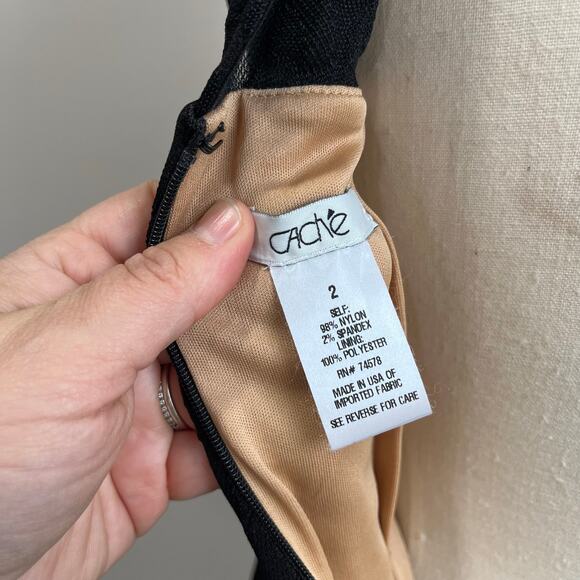 CACHÉ
2
SELF:
98% NYLON
2% SPANDEX
LINING:
100% POLYESTER
RN# 74578
MADE IN USA OF
IMPORTED FABRIC
SEE REVERSE FOR CARE